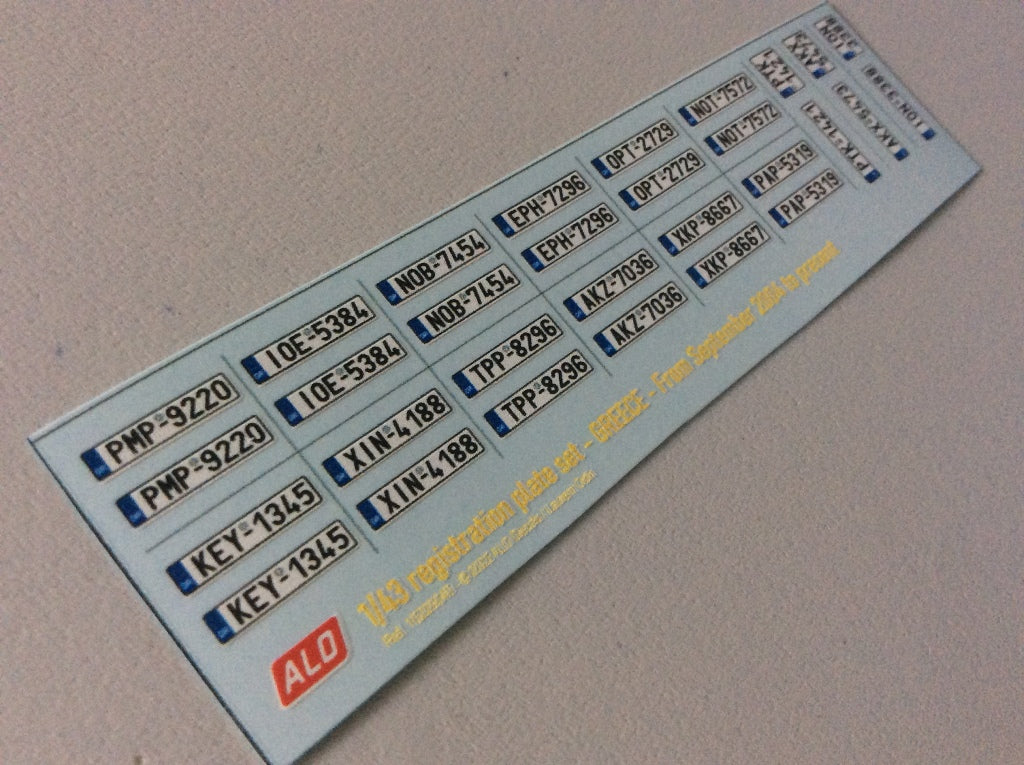 PMP-9220
PMP-9220
IOE-5384
IOE-5384
NOB-7454
NOB-7454
EPH-7296
EPH-7296
OPT-2729
OPT-2729
NOT-7572
NOT-7572
KEY-1345
KEY-1345
XIN-4188
XIN-4188
TPP-8296
TPP-8296
AKZ-7036
AKZ-7036
XKP-8667
XKP-8667
PAP-5319
PAP-5319
ALO
1/43 registration plate set - GREECE - From September 2004 to present